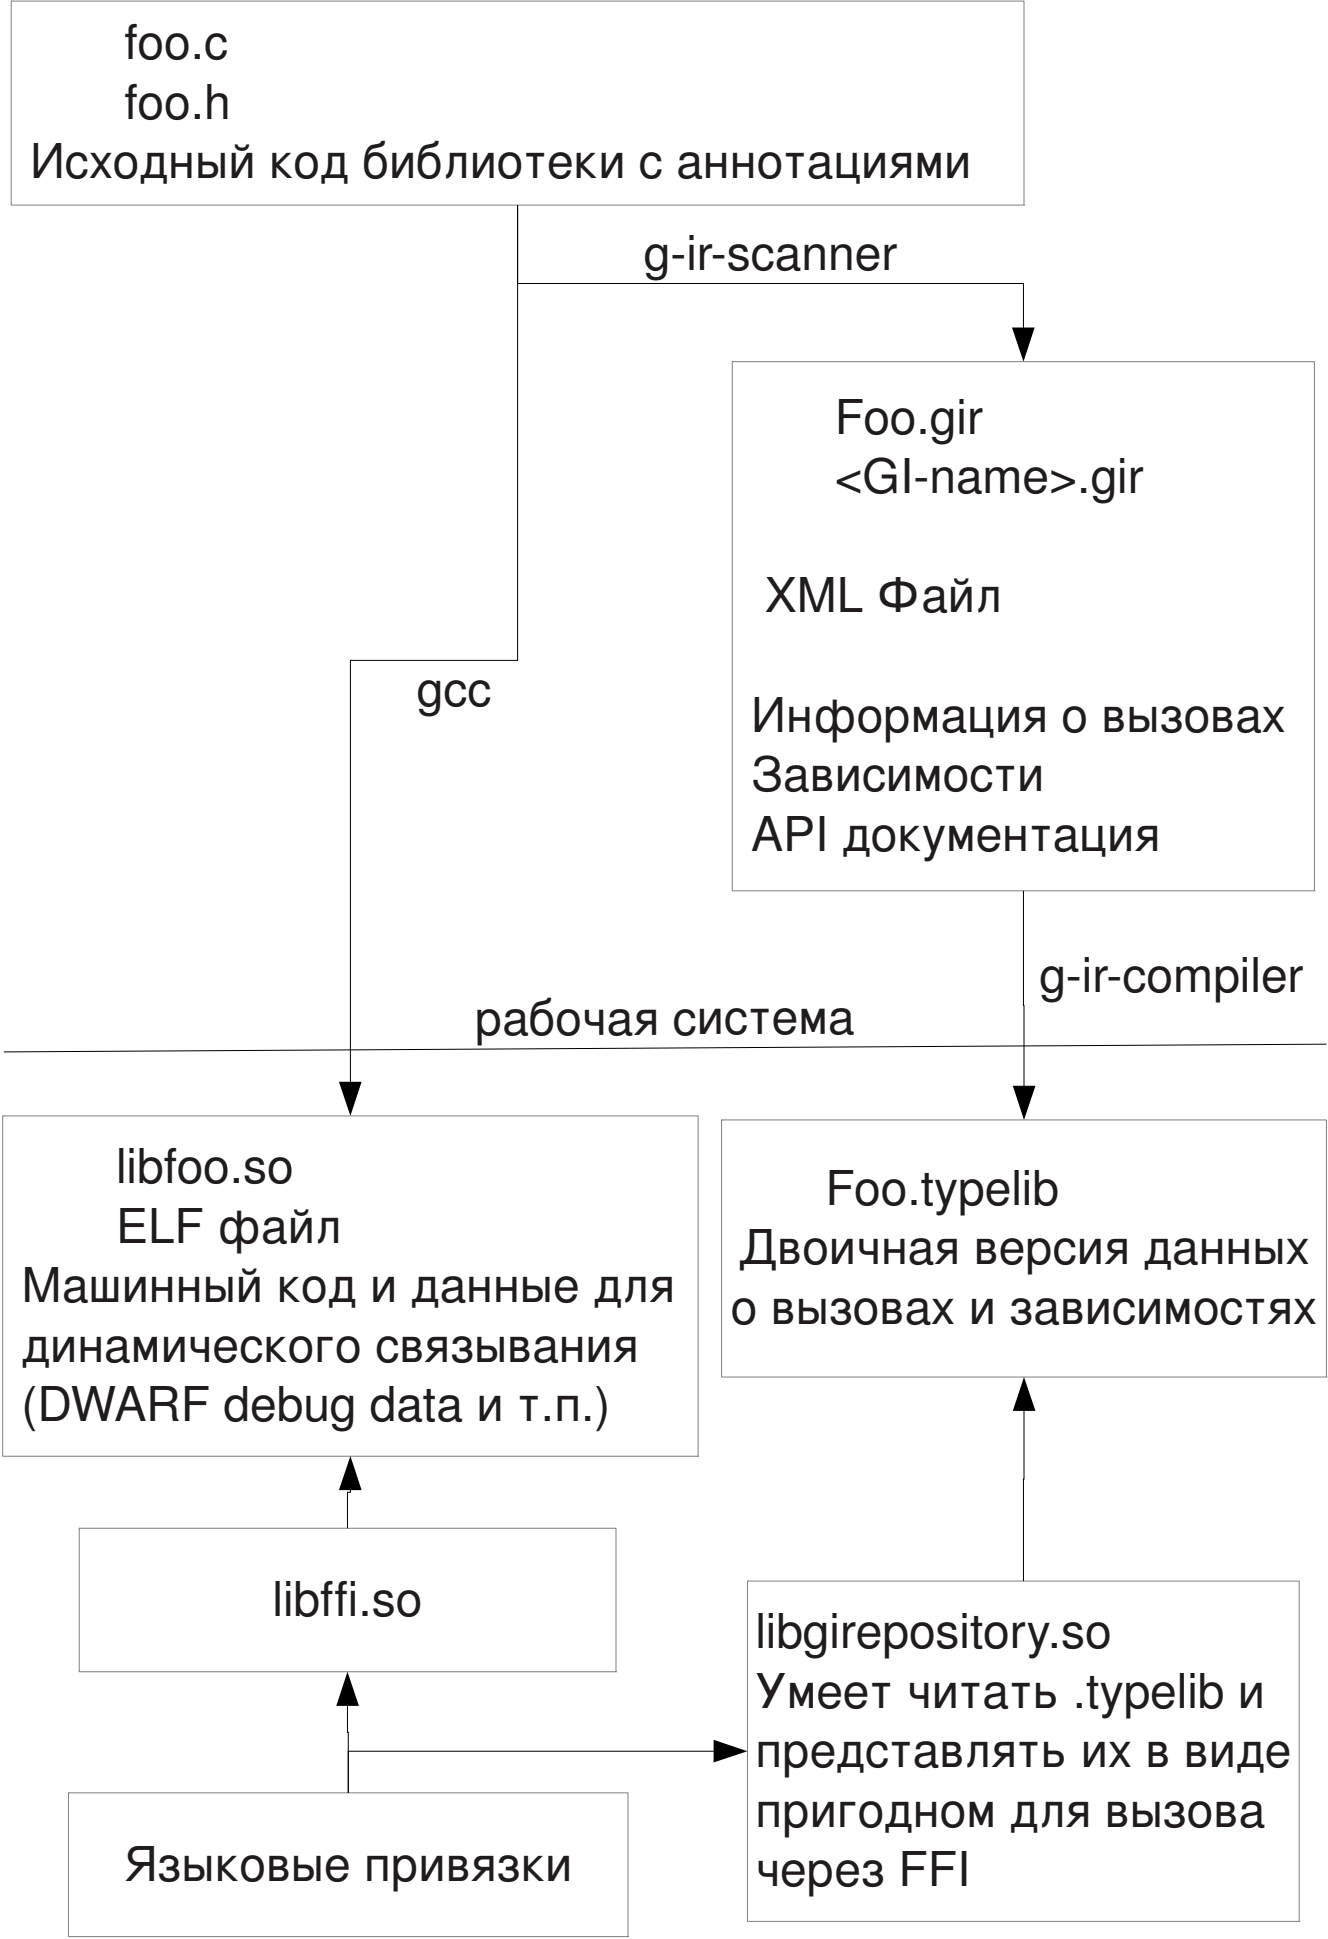 foo.c
foo.h
Исходный код библиотеки с аннотациями
g-ir-scanner
Foo.gir
<GI-name>.gir
XML Файл
Информация о вызовах
Зависимости
API документация
gcc
g-ir-compiler
рабочая система
libfoo.so
ELF файл
Машинный код и данные для
динамического связывания
(DWARF debug data и т.п.)
Foo.typelib
Двоичная версия данных
о вызовах и зависимостях
libffi.so
libgirepository.so
Умеет читать .typelib и
представлять их в виде
пригодном для вызова
через FFI
Языковые привязки